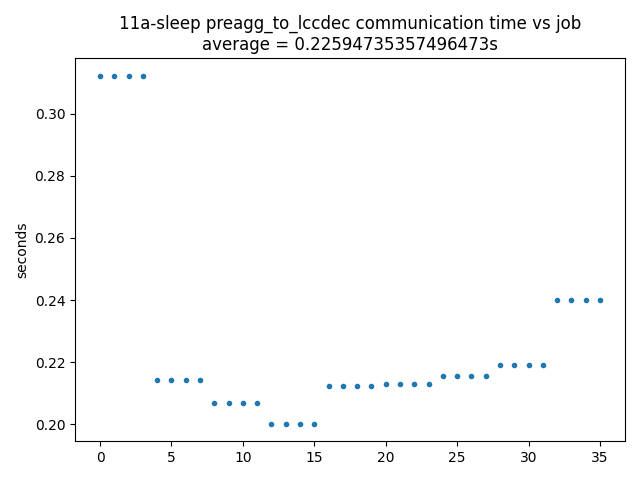 11a-sleep preagg_to_lccdec communication time vs job
average = 0.22594735357496473s
seconds
0.30
0.28
0.26
0.24
0.22
0.20
0 5 10 15 20 25 30 35